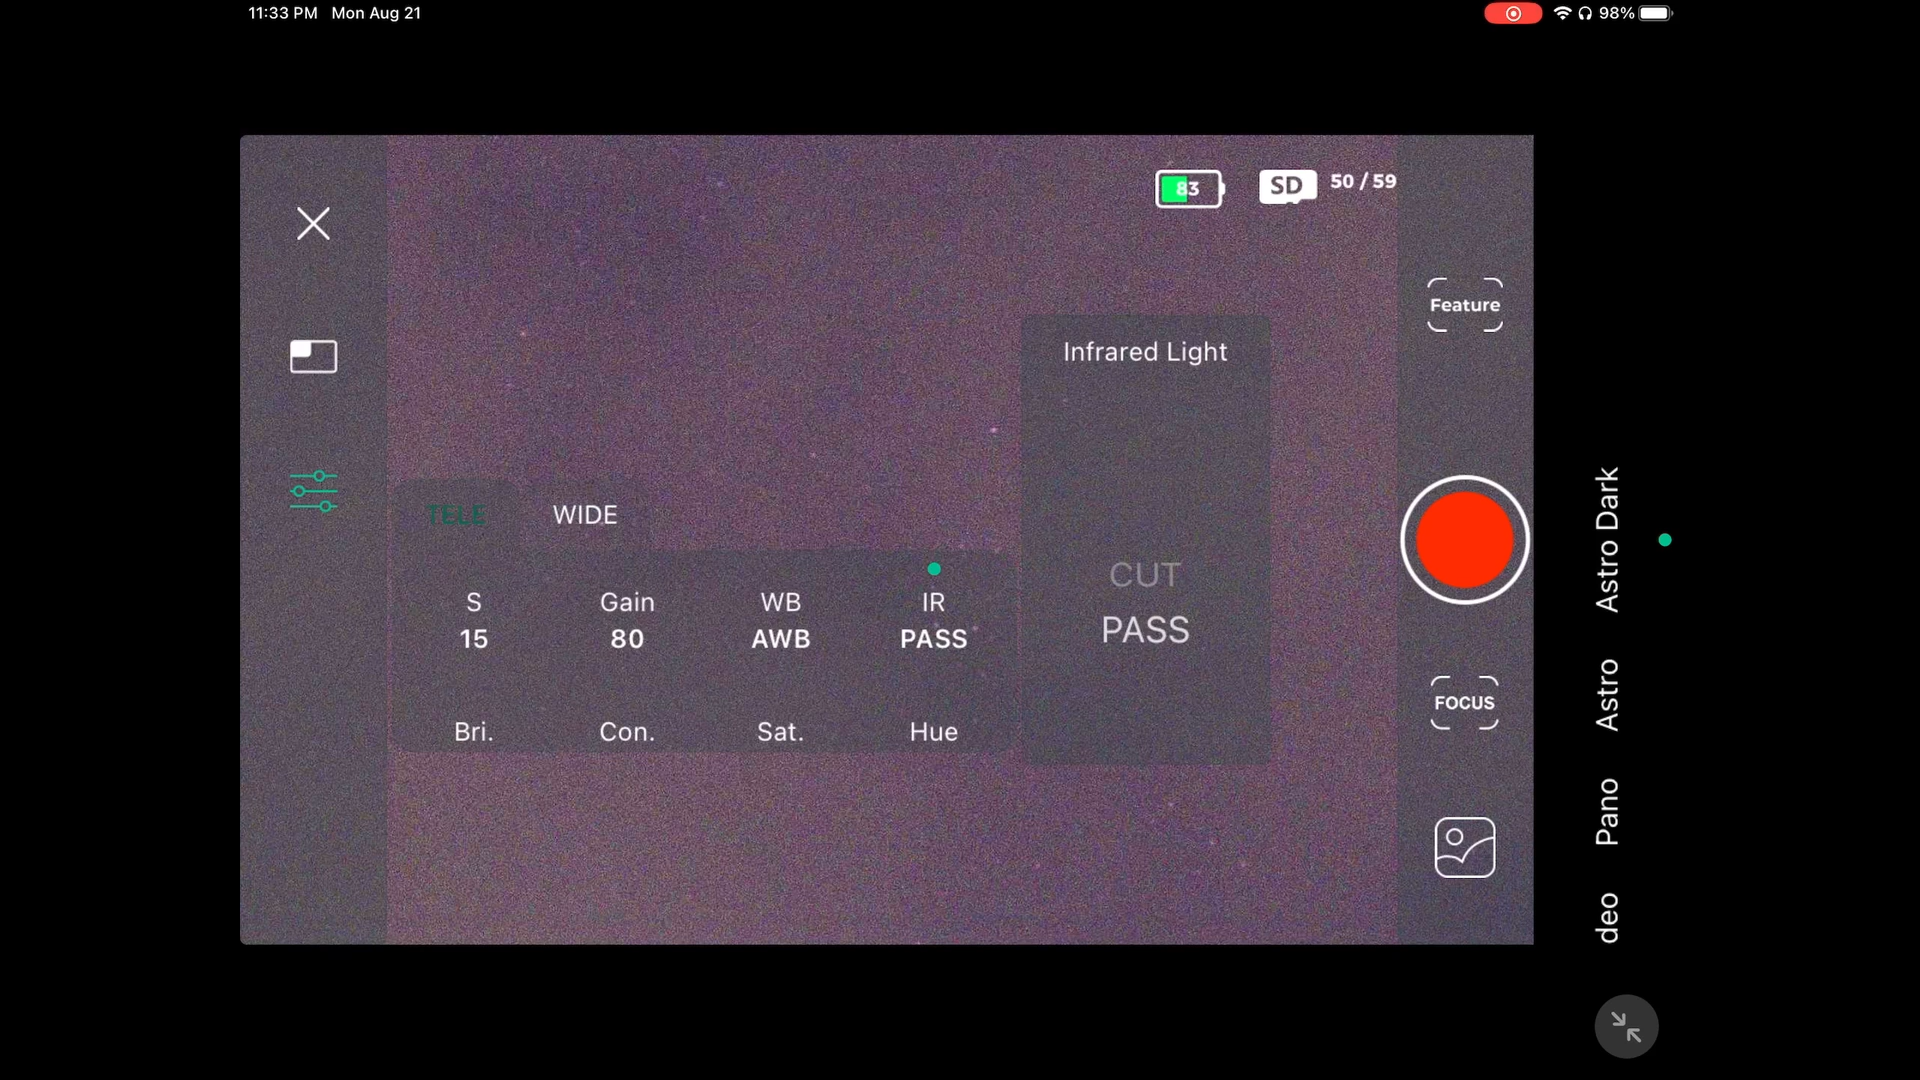 11:33 PM Mon Aug 21
98%
83
SD
50 / 59
Feature
Infrared Light
TELE
WIDE
CUT
PASS
S
Gain
WB
IR
15
80
AWB
PASS
Bri.
Con.
Sat.
Hue
FOCUS
Astro Dark
Astro
Pano
deo